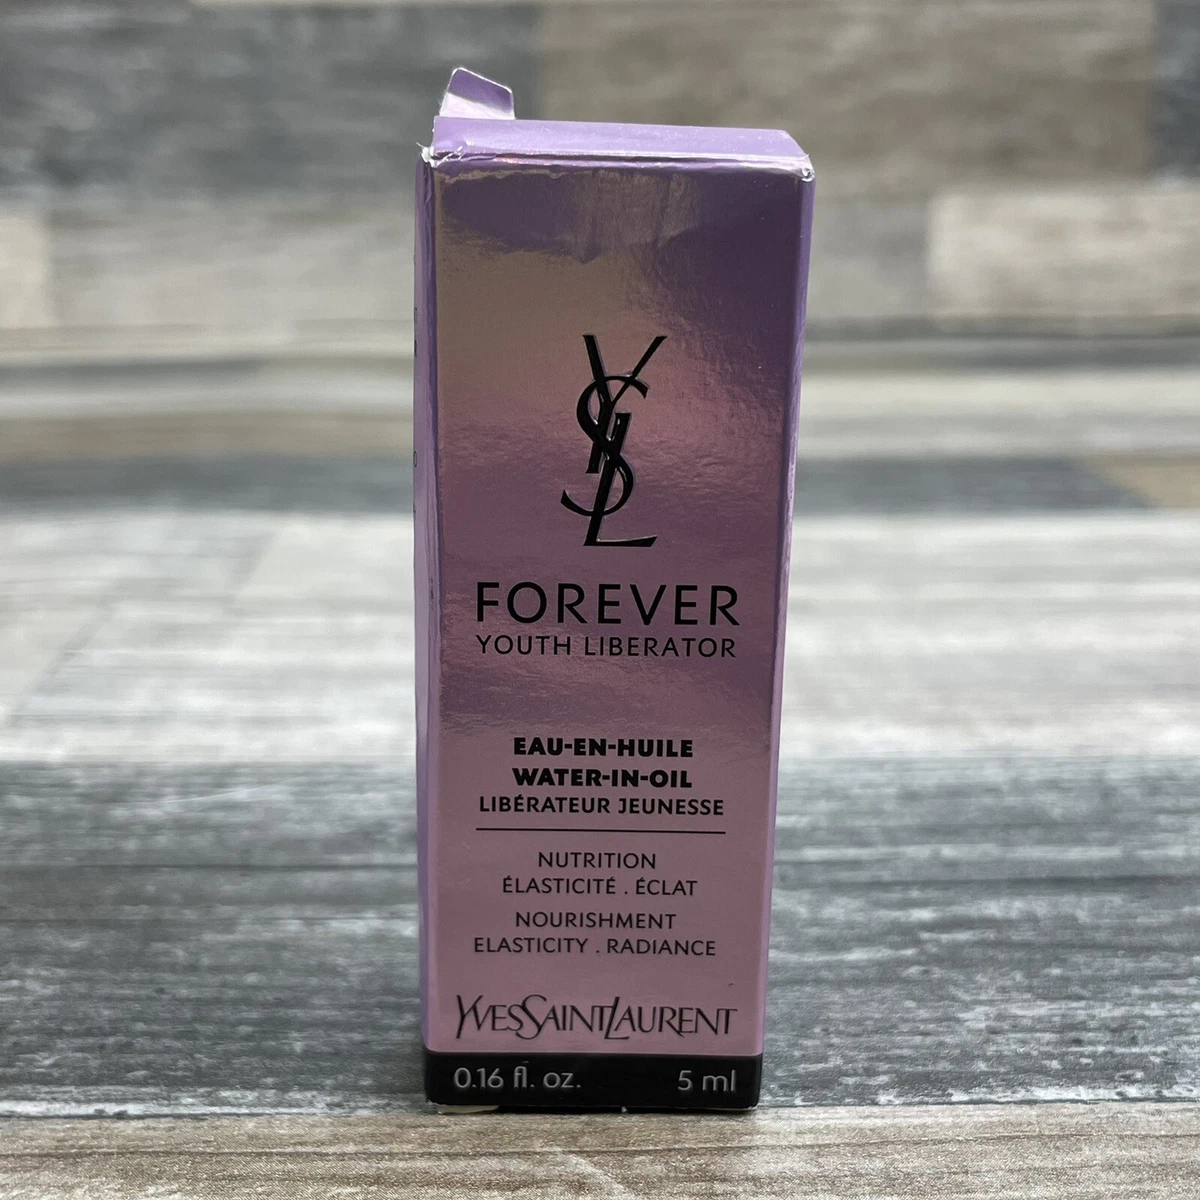 YSL
FOREVER
YOUTH LIBERATOR
EAU-EN-HUILE
WATER-IN-OIL
LIBÉRATEUR JEUNESSE
NUTRITION
ÉLASTICITÉ . ÉCLAT
NOURISHMENT
ELASTICITY . RADIANCE
YVESSAINTLAURENT
0.16 fl. oz. 5 ml